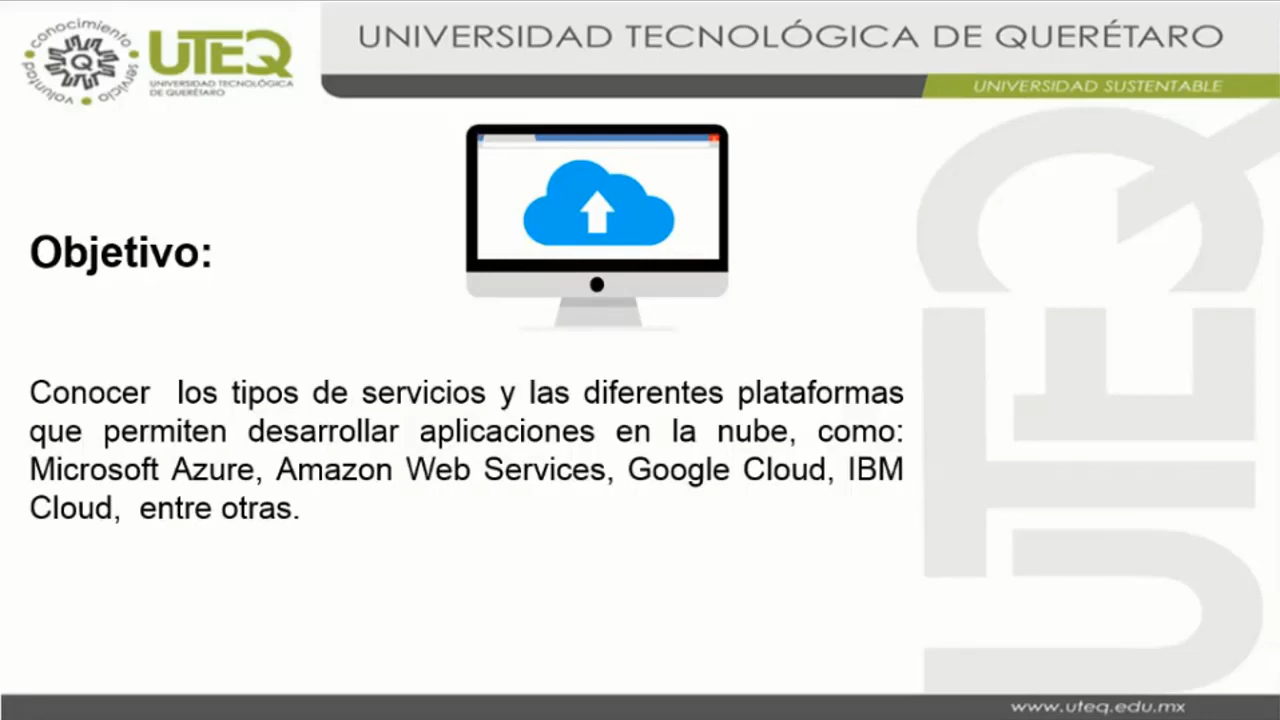 conocimiento
servicio
voluntad
Q
UTEQ
UNIVERSIDAD TECNOLÓGICA
DE QUERÉTARO
UNIVERSIDAD TECNOLÓGICA DE QUERÉTARO
UNIVERSIDAD SUSTENTABLE
Objetivo:
Conocer los tipos de servicios y las diferentes plataformas
que permiten desarrollar aplicaciones en la nube, como:
Microsoft Azure, Amazon Web Services, Google Cloud, IBM
Cloud, entre otras.
UTEQ
www.uteq.edu.mx